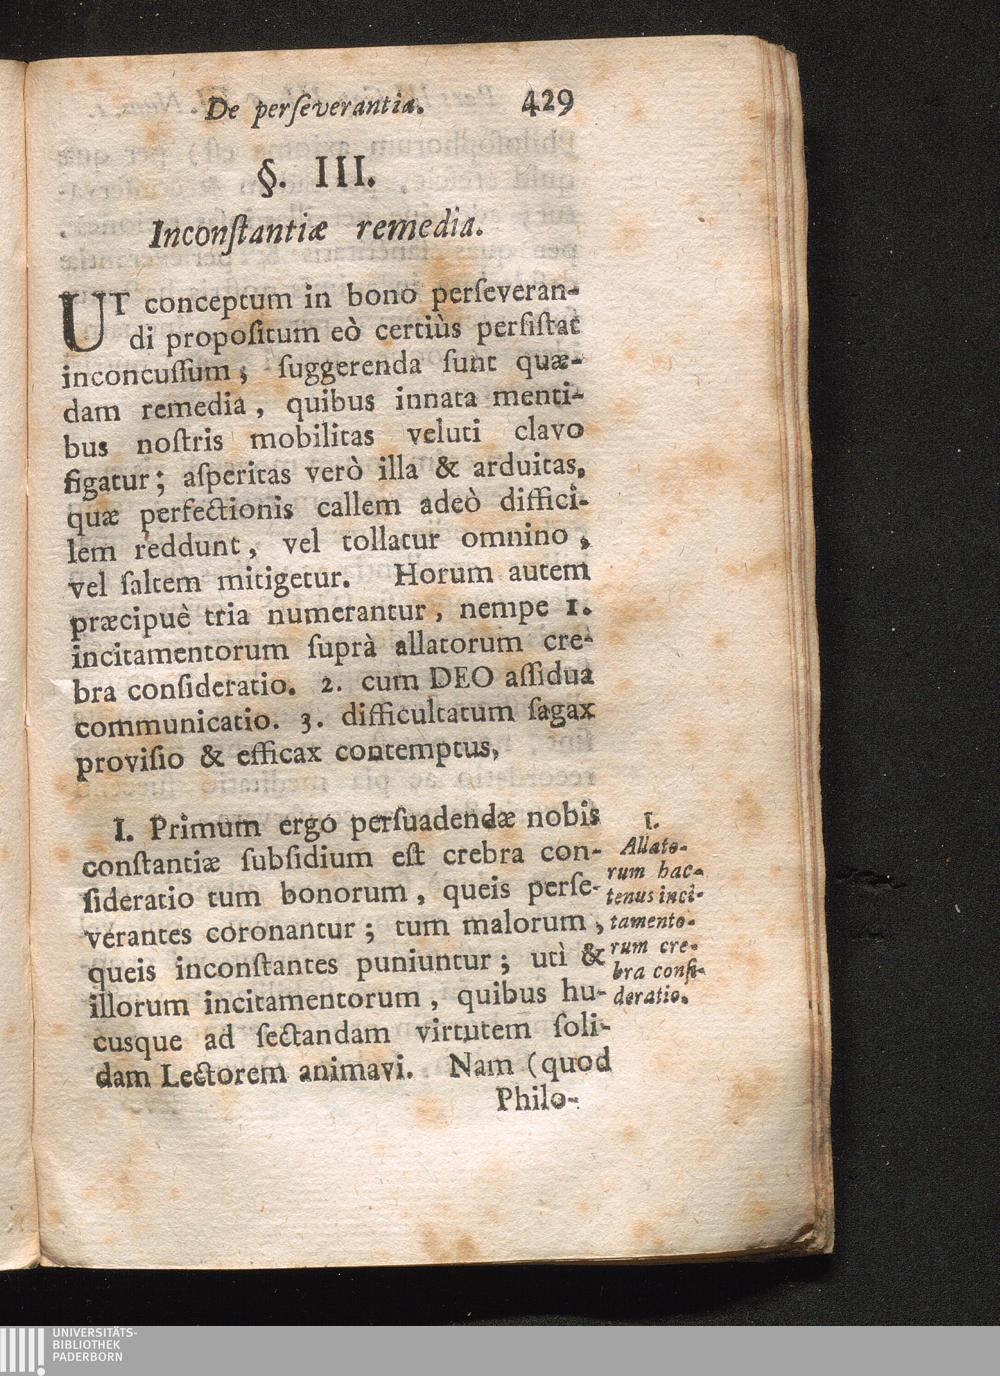 De perſeverantiæ. 429
§. III.
Inconſtantiæ remedia.
UT conceptum in bono perſeveran-
di propoſitum eò certiùs perſiſtat
inconcuſſum; ſuggerenda ſunt quæ-
dam remedia, quibus innata menti-
bus noſtris mobilitas veluti clavo
figatur; aſperitas verò illa & arduitas,
quæ perfectionis callem adeò diffici-
lem reddunt, vel tollatur omnino,
vel ſaltem mitigetur. Horum autem
præcipuè tria numerantur, nempe 1.
incitamentorum ſuprà allatorum cre-
bra conſideratio. 2. cum DEO aſſidua
communicatio. 3. difficultatum ſagax
proviſio & efficax contemptus,
I. Primum ergo perſuadendæ nobis
conſtantiæ ſubſidium eſt crebra con-
ſideratio tum bonorum, queis perſe-
verantes coronantur; tum malorum,
queis inconſtantes puniuntur; utì &
illorum incitamentorum, quibus hu-
cusque ad ſectandam virtutem ſoli-
dam Lectorem animavi. Nam (quod
Philo-
I.
Allato-
rum hac-
tenus inci-
tamento-
rum cre-
bra conſi-
deratio.
UNIVERSITÄTS-
BIBLIOTHEK
PADERBORN